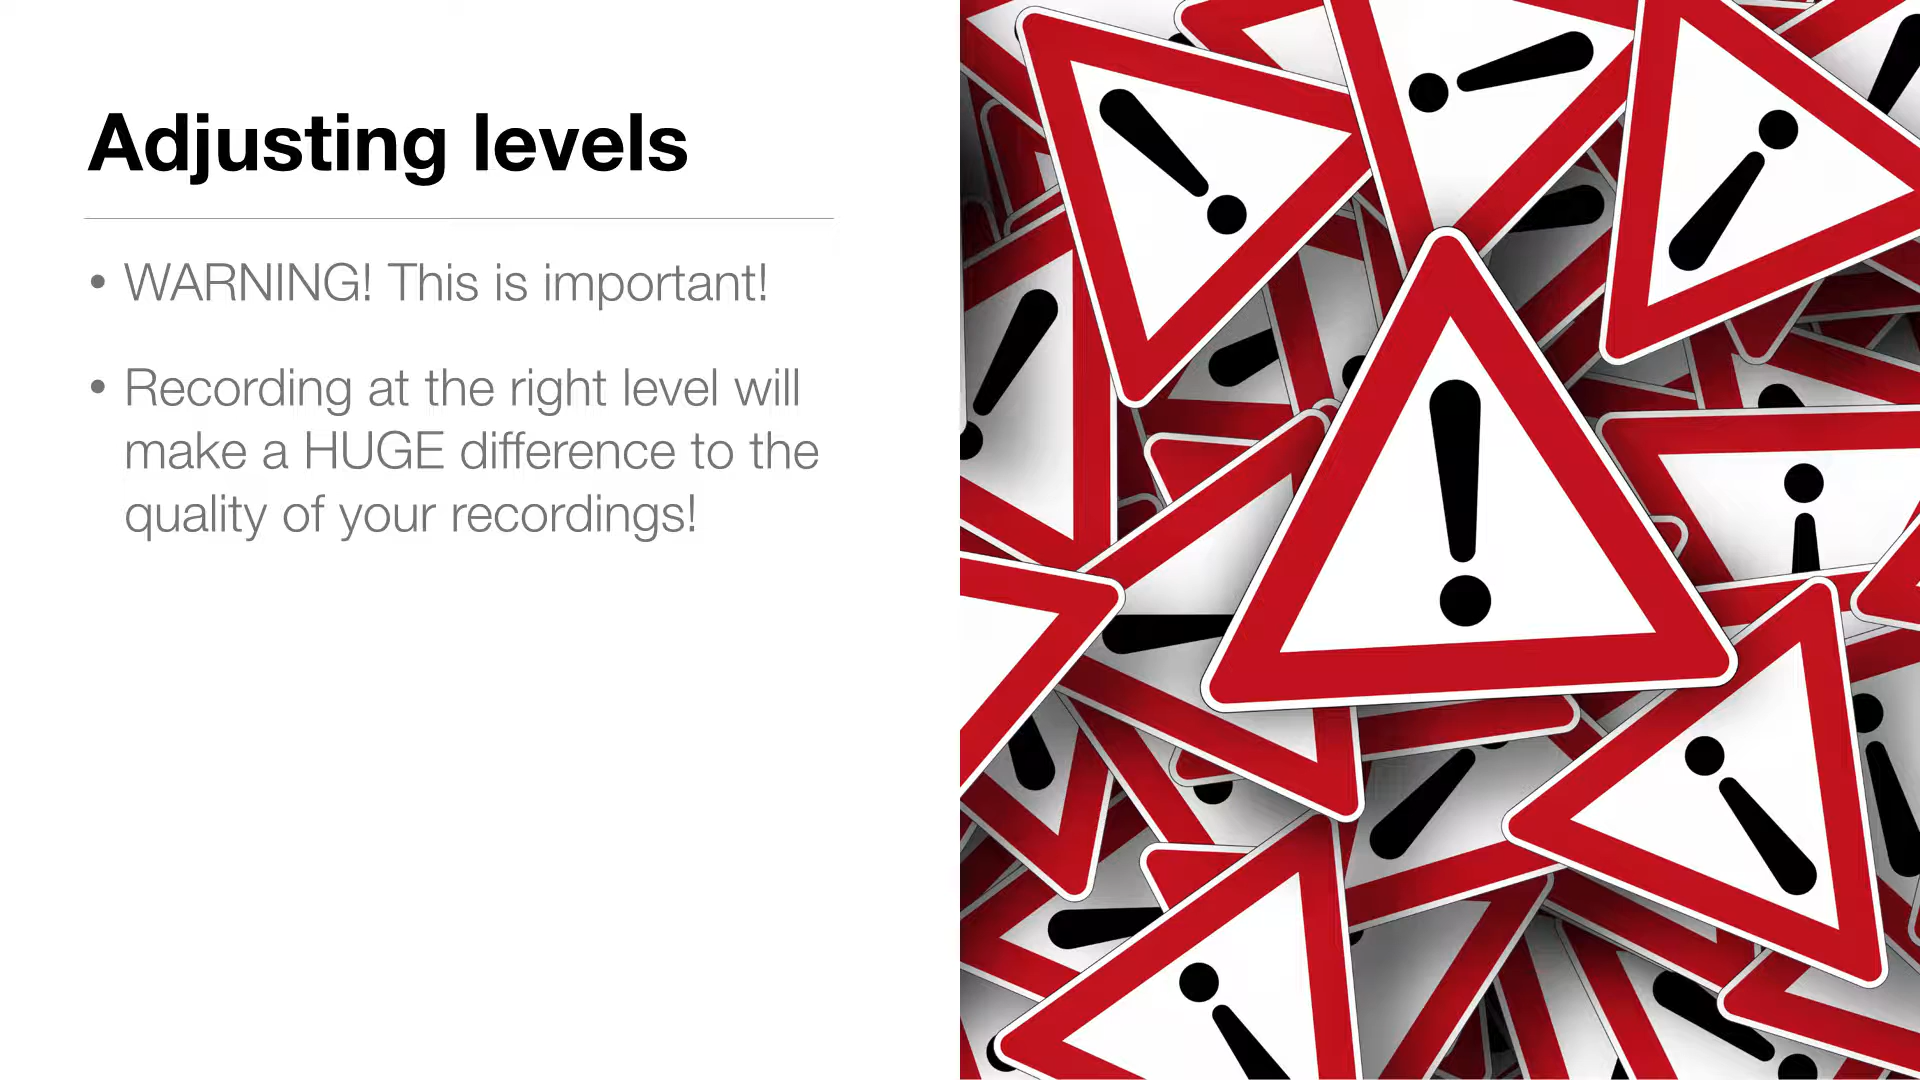 Adjusting levels
• WARNING! This is important!
• Recording at the right level will
make a HUGE difference to the
quality of your recordings!